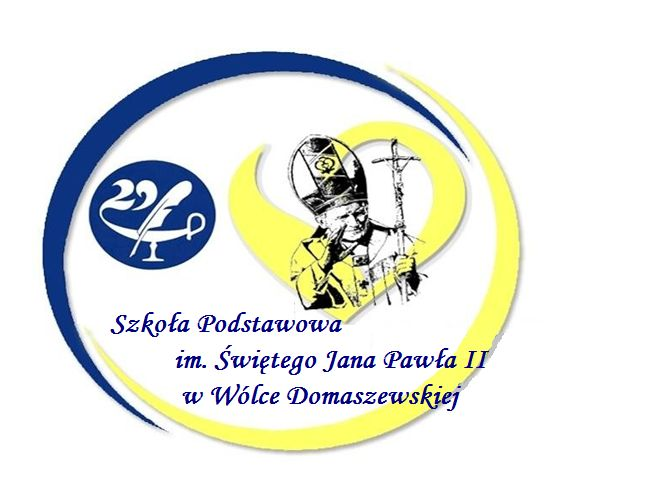 Szkoła Podstawowa
im. Świętego Jana Pawła II
w Wólce Domaszewskiej